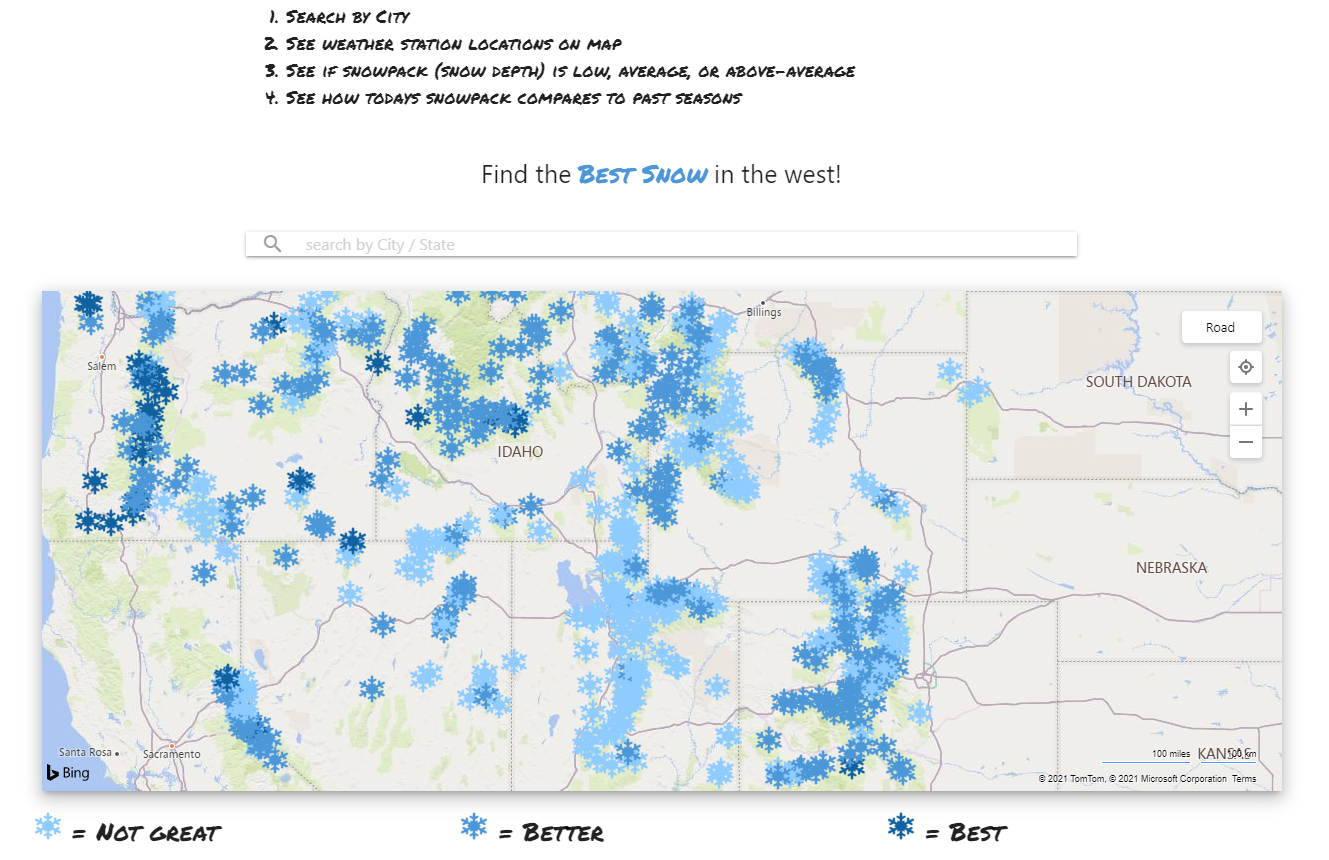 1. Search by City
2. See weather station locations on map
3. See if snowpack (snow depth) is low, average, or above-average
4. See how todays snowpack compares to past seasons
Find the Best Snow in the west!
search by City / State
Billings
Road
Salem
SOUTH DAKOTA
IDAHO
NEBRASKA
Santa Rosa
Sacramento
100 miles
100 km
KANSAS
Bing
© 2021 TomTom, © 2021 Microsoft Corporation Terms
= Not great
= Better
= Best